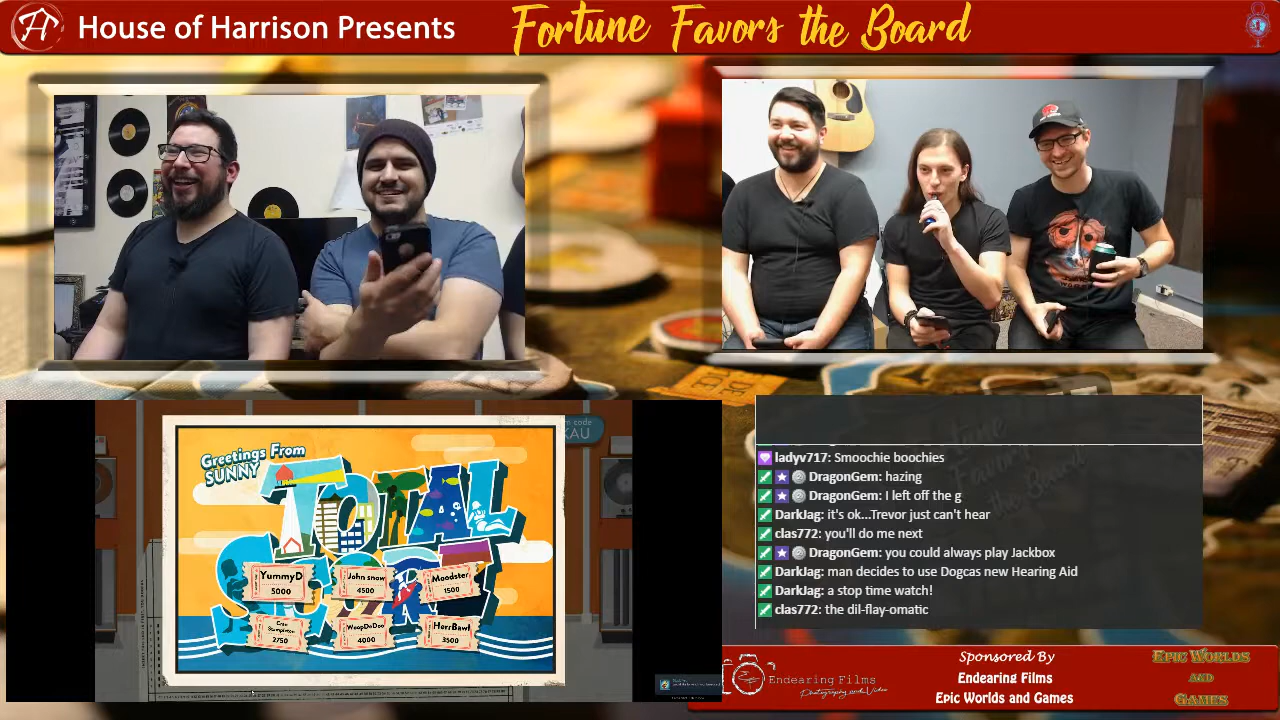 House of Harrison Presents
Fortune Favors the Board
Greetings From
SUNNY
TOTAL
YummyD
5000
John snow
4500
Moodster
1500
2750
WoopDeDoo
4000
HerrBawl
3500
ladyv717: Smoochie boochies
DragonGem: hazing
DragonGem: I left off the g
DarkJag: it's ok...Trevor just can't hear
clas772: you'll do me next
DragonGem: you could always play Jackbox
DarkJag: man decides to use Dogcas new Hearing Aid
DarkJag: a stop time watch!
clas772: the dil-flay-omatic
Endearing Films
Photography and Video
Sponsored By
Endearing Films
Epic Worlds and Games
Epic Worlds
and
Games